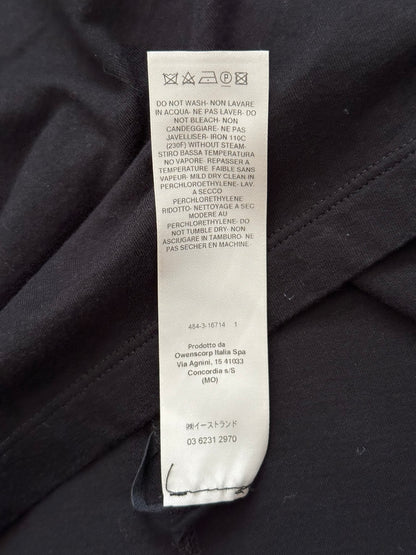 DO NOT WASH- NON LAVARE
IN ACQUA- NE PAS LAVER- DO
NOT BLEACH- NON
CANDEGGIARE- NE PAS
JAVELLISER- IRON 110C
(230F) WITHOUT STEAM-
STIRO BASSA TEMPERATURA
NO VAPORE- REPASSER A
TEMPERATURE FAIBLE SANS
VAPEUR- MILD DRY CLEAN IN
PERCHLOROETHYLENE- LAV.
A SECCO
PERCHLOROETHYLENE
RIDOTTO- NETTOYAGE A SEC
MODERE AU
PERCHLOROETHYLENE- DO
NOT TUMBLE DRY- NON
ASCIUGARE IN TAMBURO- NE
PAS SECHER EN MACHINE
484-3-16714 1
Prodotto da
Owenscorp Italia Spa
Via Agnini, 15 41033
Concordia s/S
(MO)
㈱イーストランド
03 6231 2970